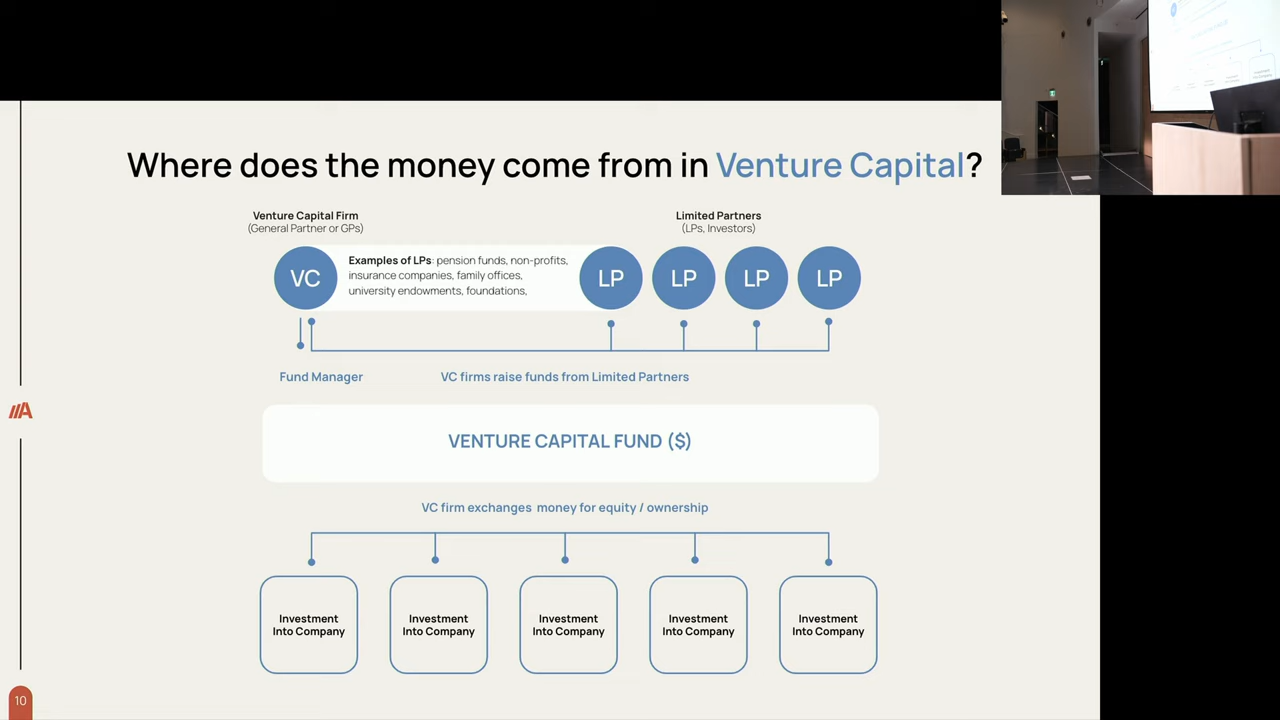 Where does the money come from in Venture Capital?
Venture Capital Firm
(General Partner or GPs)
Limited Partners
(LPs, Investors)
VC
Examples of LPs: pension funds, non-profits,
insurance companies, family offices,
university endowments, foundations,
LP
LP
LP
LP
Fund Manager
VC firms raise funds from Limited Partners
VENTURE CAPITAL FUND ($)
VC firm exchanges money for equity / ownership
Investment
Into Company
Investment
Into Company
Investment
Into Company
Investment
Into Company
Investment
Into Company
10